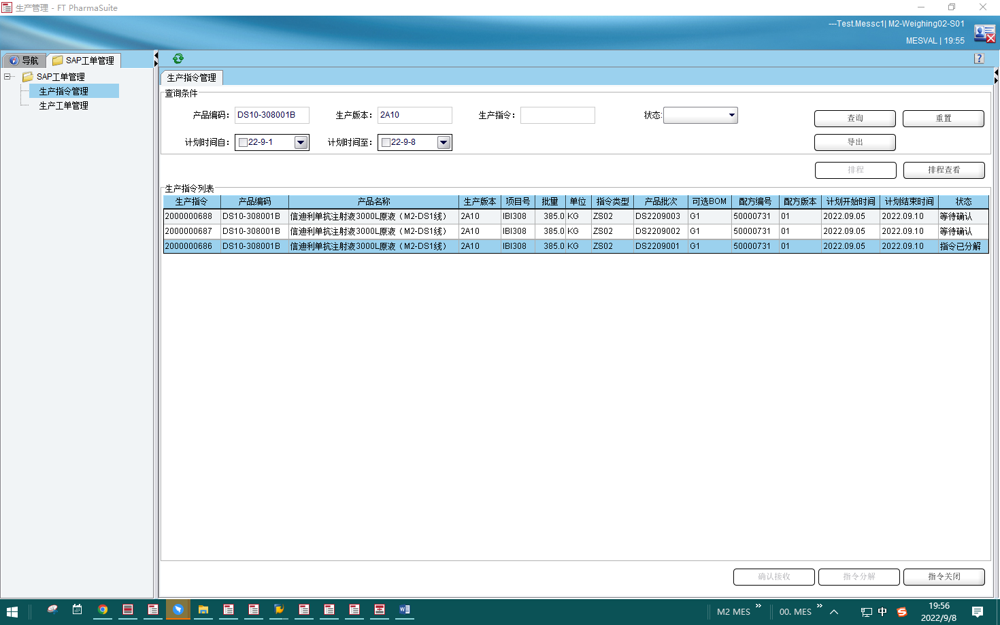 生产管理 - FT PharmaSuite
---Test.Messc1| M2-Weighing02-S01
MESVAL | 19:55
导航
SAP工单管理
SAP工单管理
生产指令管理
生产工单管理
?
生产指令管理
查询条件
产品编码: DS10-308001B 生产版本: 2A10 生产指令: 状态: 查询 重置
计划时间自: 22-9-1 计划时间至: 22-9-8 导出
排程 排程查看
生产指令列表
生产指令 产品编码 产品名称 生产版本 项目号 批量 单位 指令类型 产品批次 可选BOM 配方编号 配方版本 计划开始时间 计划结束时间 状态
2000000688 DS10-308001B 信迪利单抗注射液3000L原液（M2-DS1线） 2A10 IBI308 385.0 KG ZS02 DS2209003 G1 50000731 01 2022.09.05 2022.09.10 等待确认
2000000687 DS10-308001B 信迪利单抗注射液3000L原液（M2-DS1线） 2A10 IBI308 385.0 KG ZS02 DS2209002 G1 50000731 01 2022.09.05 2022.09.10 等待确认
2000000686 DS10-308001B 信迪利单抗注射液3000L原液（M2-DS1线） 2A10 IBI308 385.0 KG ZS02 DS2209001 G1 50000731 01 2022.09.05 2022.09.10 指令已分解
确认接收 指令分解 指令关闭
M2 MES » 00. MES » 中 19:56
2022/9/8